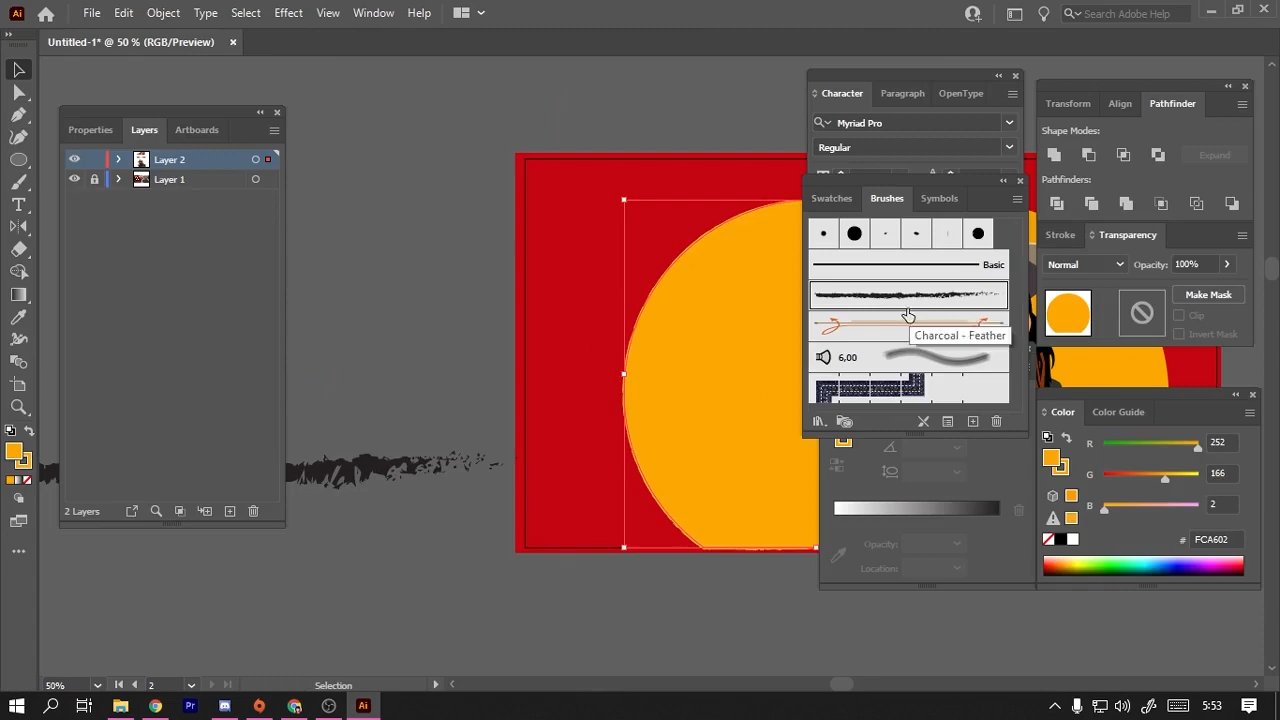 Ai File Edit Object Type Select Effect View Window Help Search Adobe Help
Untitled-1* @ 50 % (RGB/Preview)
Properties Layers Artboards
Layer 2
Layer 1
2 Layers
Character Paragraph OpenType
Myriad Pro
Regular
Swatches Brushes Symbols
Basic
Charcoal - Feather
6,00
Opacity:
Location:
Transform Align Pathfinder
Shape Modes:
Expand
Pathfinders:
Stroke Transparency
Normal Opacity: 100%
Make Mask
Clip
Invert Mask
Color Color Guide
R 252
G 166
B 2
# FCA602
50% 2 Selection
Pr Ai 5:53